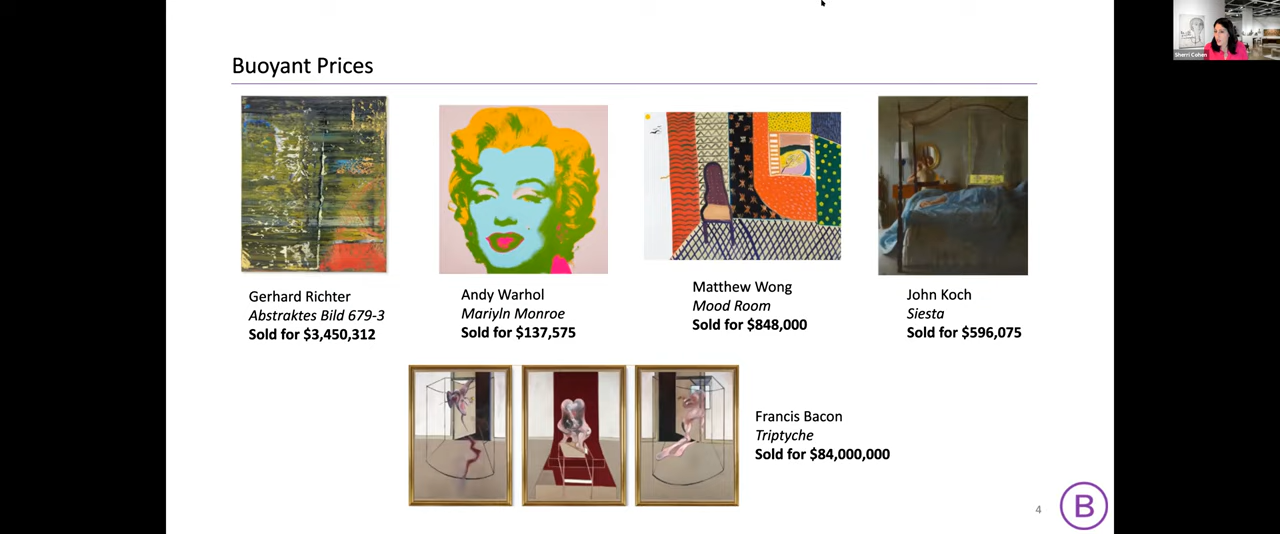 Sherri Cohen
Buoyant Prices
Gerhard Richter
Abstraktes Bild 679-3
Sold for $3,450,312
Andy Warhol
Mariyln Monroe
Sold for $137,575
Matthew Wong
Mood Room
Sold for $848,000
John Koch
Siesta
Sold for $596,075
Francis Bacon
Triptyche
Sold for $84,000,000
4
B